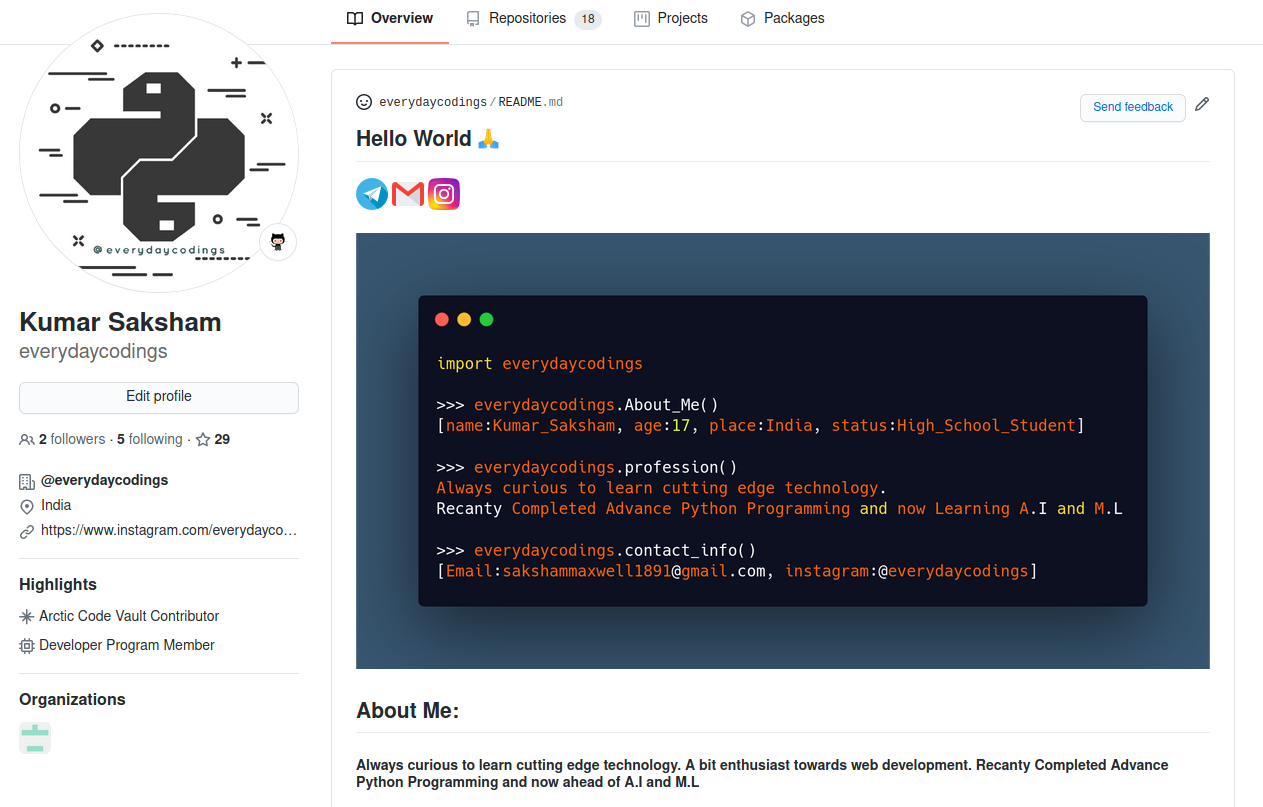 Overview Repositories 18 Projects Packages
@everydaycodings
Kumar Saksham
everydaycodings
Edit profile
2 followers · 5 following · 29
@everydaycodings
India
https://www.instagram.com/everydayco…
Highlights
Arctic Code Vault Contributor
Developer Program Member
Organizations
everydaycodings/README.md
Send feedback
Hello World 🙏
import everydaycodings
>>> everydaycodings.About_Me()
[name:Kumar_Saksham, age:17, place:India, status:High_School_Student]
>>> everydaycodings.profession()
Always curious to learn cutting edge technology.
Recanty Completed Advance Python Programming and now Learning A.I and M.L
>>> everydaycodings.contact_info()
[Email:sakshammaxwell1891@gmail.com, instagram:@everydaycodings]
About Me:
Always curious to learn cutting edge technology. A bit enthusiast towards web development. Recanty Completed Advance
Python Programming and now ahead of A.I and M.L